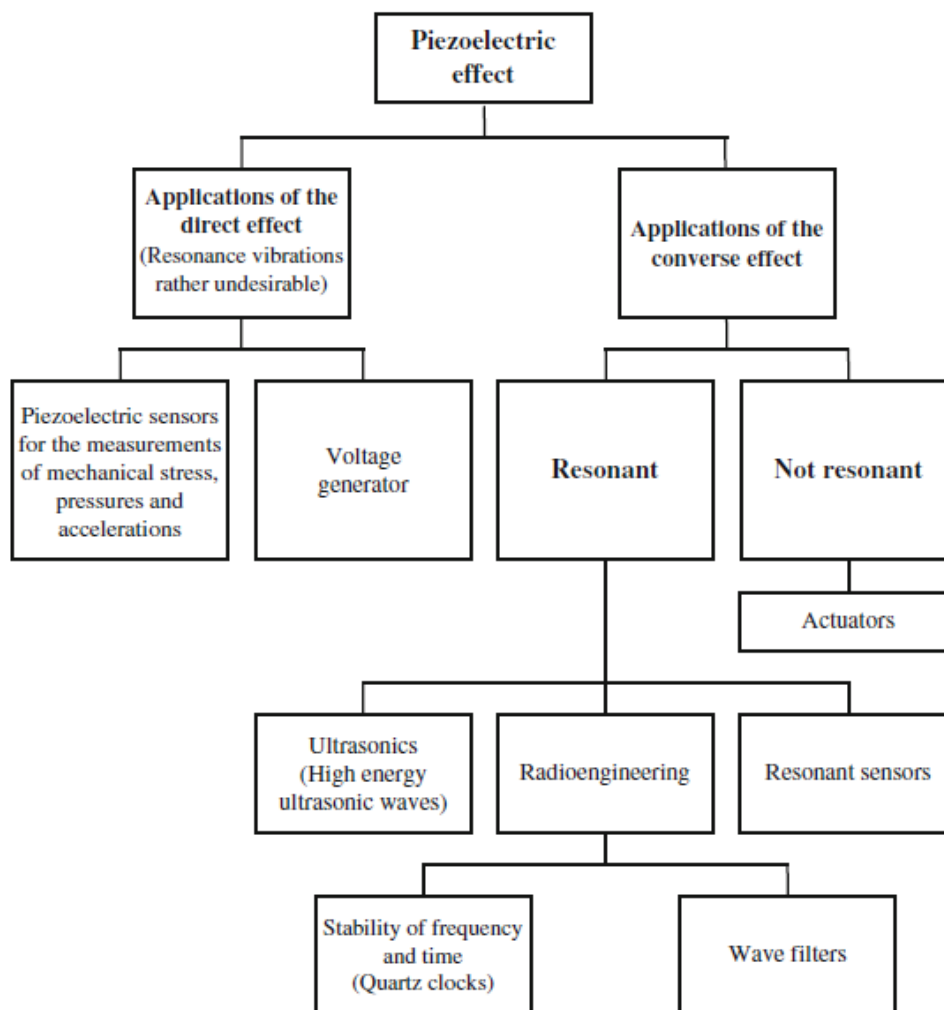 Piezoelectric
effect
Applications of the
direct effect
(Resonance vibrations
rather undesirable)
Applications of the
converse effect
Piezoelectric sensors
for the measurements
of mechanical stress,
pressures and
accelerations
Voltage
generator
Resonant
Not resonant
Actuators
Ultrasonics
(High energy
ultrasonic waves)
Radioengineering
Resonant sensors
Stability of frequency
and time
(Quartz clocks)
Wave filters